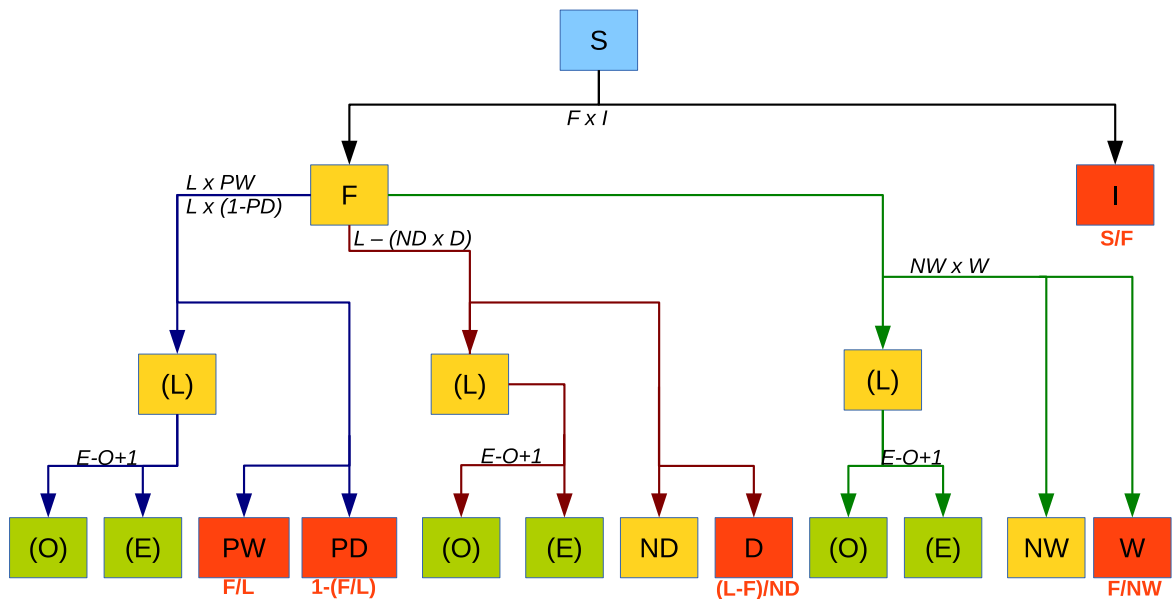 S
F x I
L x PW
L x (1-PD)
F
I
S/F
L – (ND x D)
NW x W
(L)
(L)
(L)
E-O+1
E-O+1
E-O+1
(O)
(E)
PW
PD
(O)
(E)
ND
D
(O)
(E)
NW
W
F/L
1-(F/L)
(L-F)/ND
F/NW